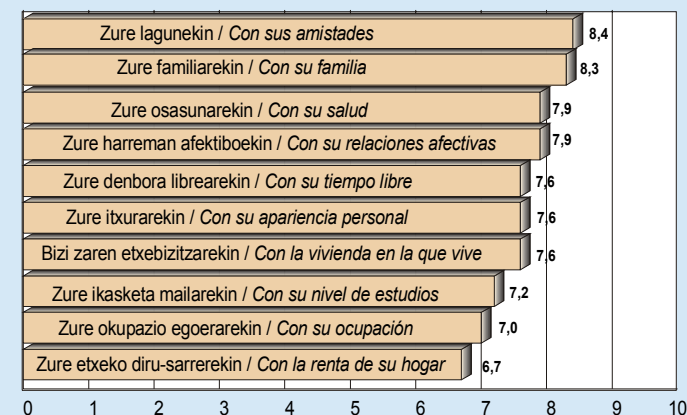 Zure lagunekin / Con sus amistades 8,4
Zure familiarekin / Con su familia 8,3
Zure osasunarekin / Con su salud 7,9
Zure harreman afektiboekin / Con su relaciones afectivas 7,9
Zure denbora librearekin / Con su tiempo libre 7,6
Zure itxurarekin / Con su apariencia personal 7,6
Bizi zaren etxebizitzarekin / Con la vivienda en la que vive 7,6
Zure ikasketa mailarekin / Con su nivel de estudios 7,2
Zure okupazio egoerarekin / Con su ocupación 7,0
Zure etxeko diru-sarrerekin / Con la renta de su hogar 6,7
0 1 2 3 4 5 6 7 8 9 10